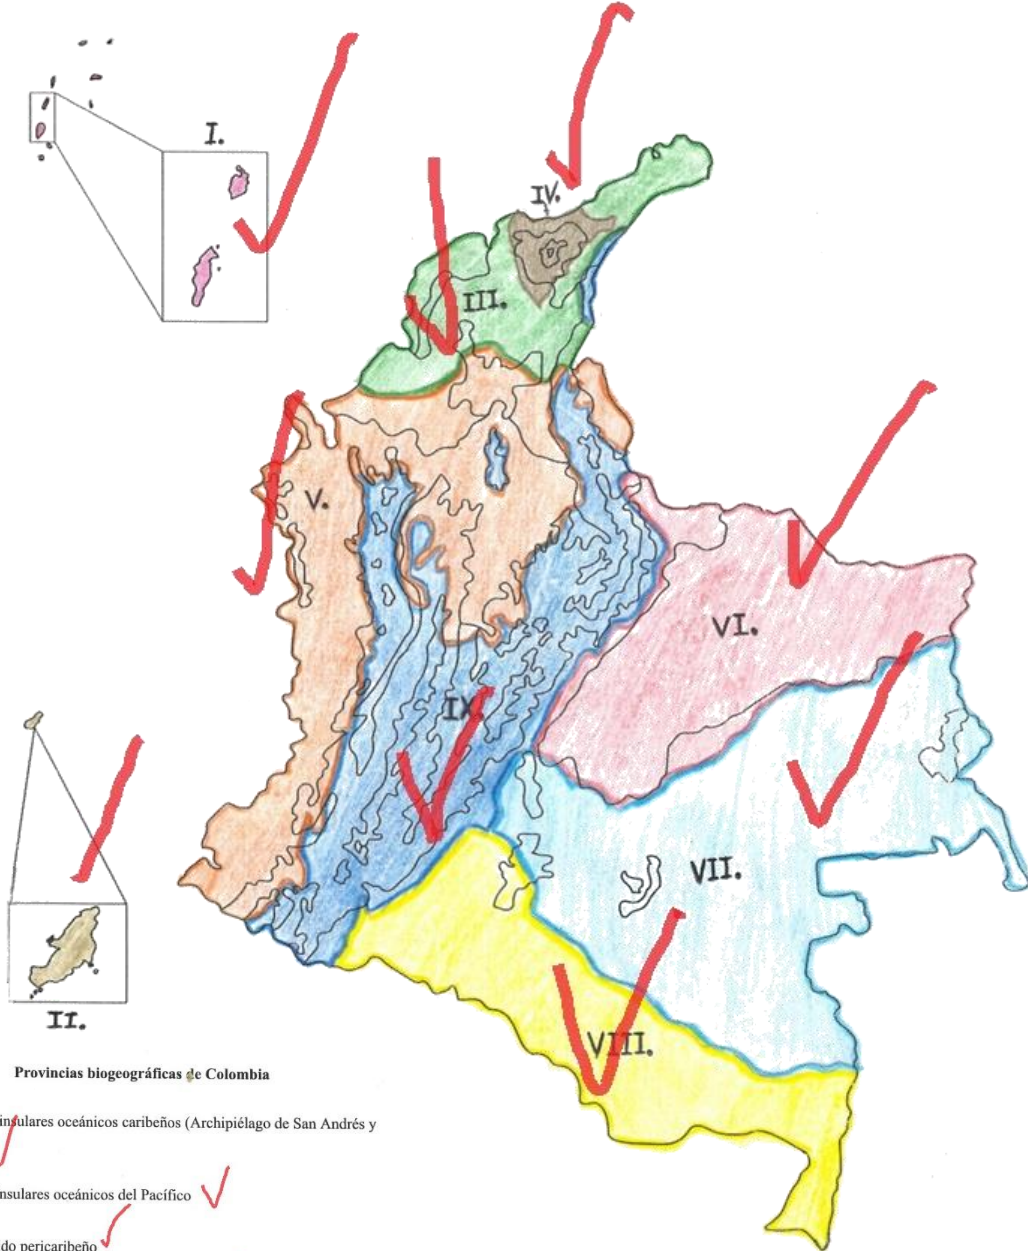 I.
IV.
III.
V.
VI.
IX.
VII.
II.
VIII.
Provincias biogeográficas de Colombia
insulares oceánicos caribeños (Archipiélago de San Andrés y
nsulares oceánicos del Pacífico
do pericaribeño